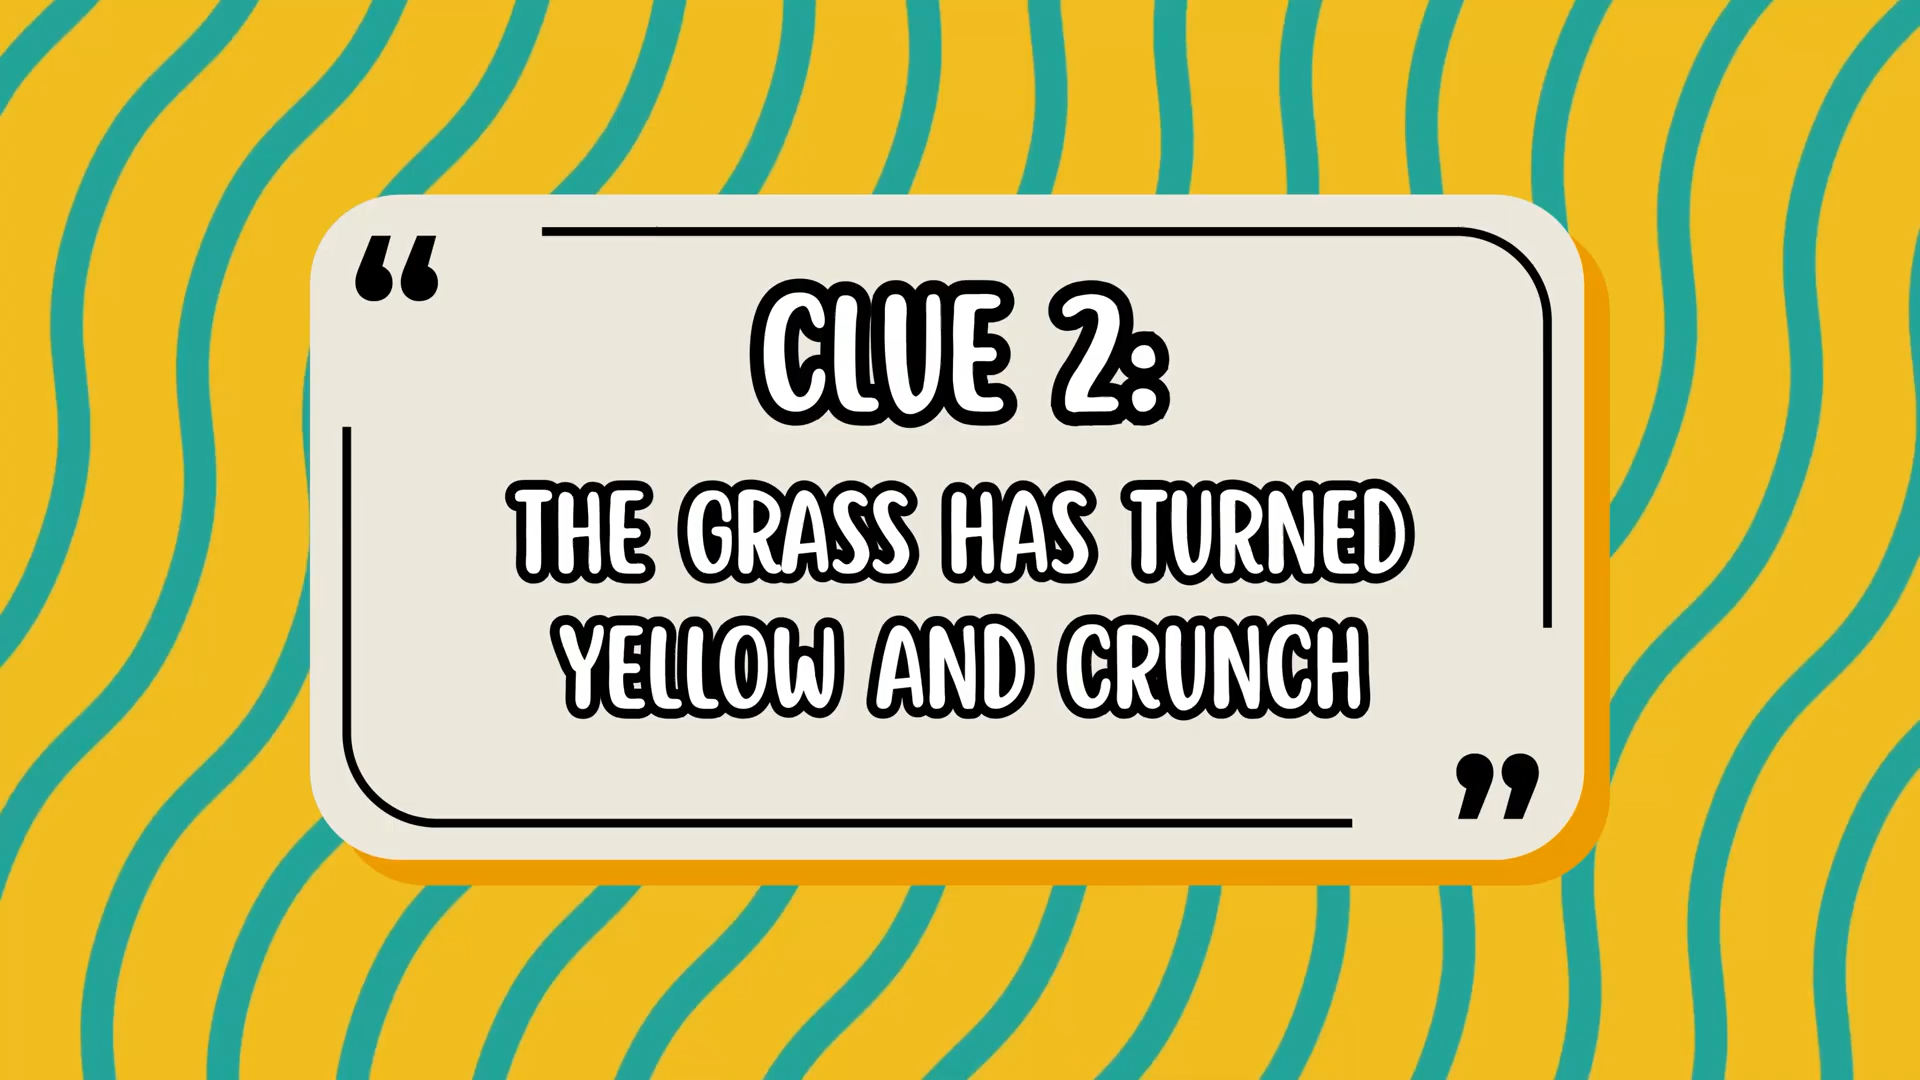 “
CLUE 2:
THE GRASS HAS TURNED
YELLOW AND CRUNCH
”